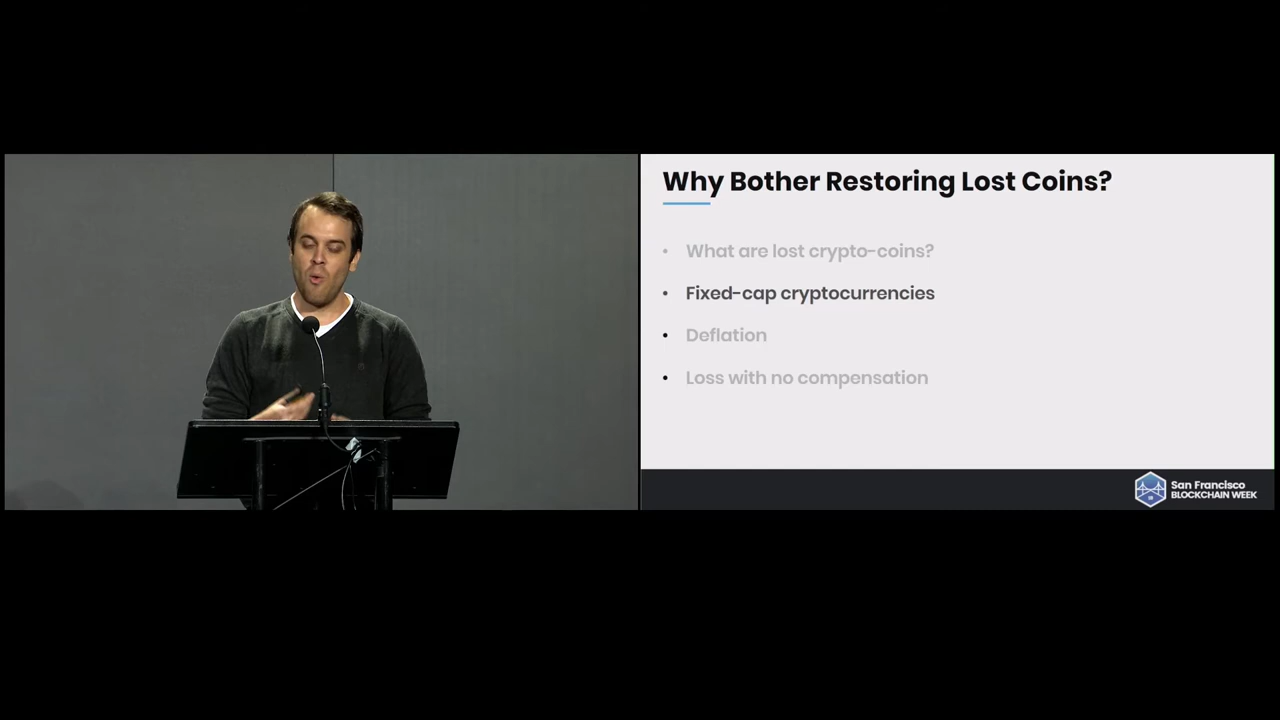 Why Bother Restoring Lost Coins?
• What are lost crypto-coins?
• Fixed-cap cryptocurrencies
• Deflation
• Loss with no compensation
San Francisco
BLOCKCHAIN WEEK